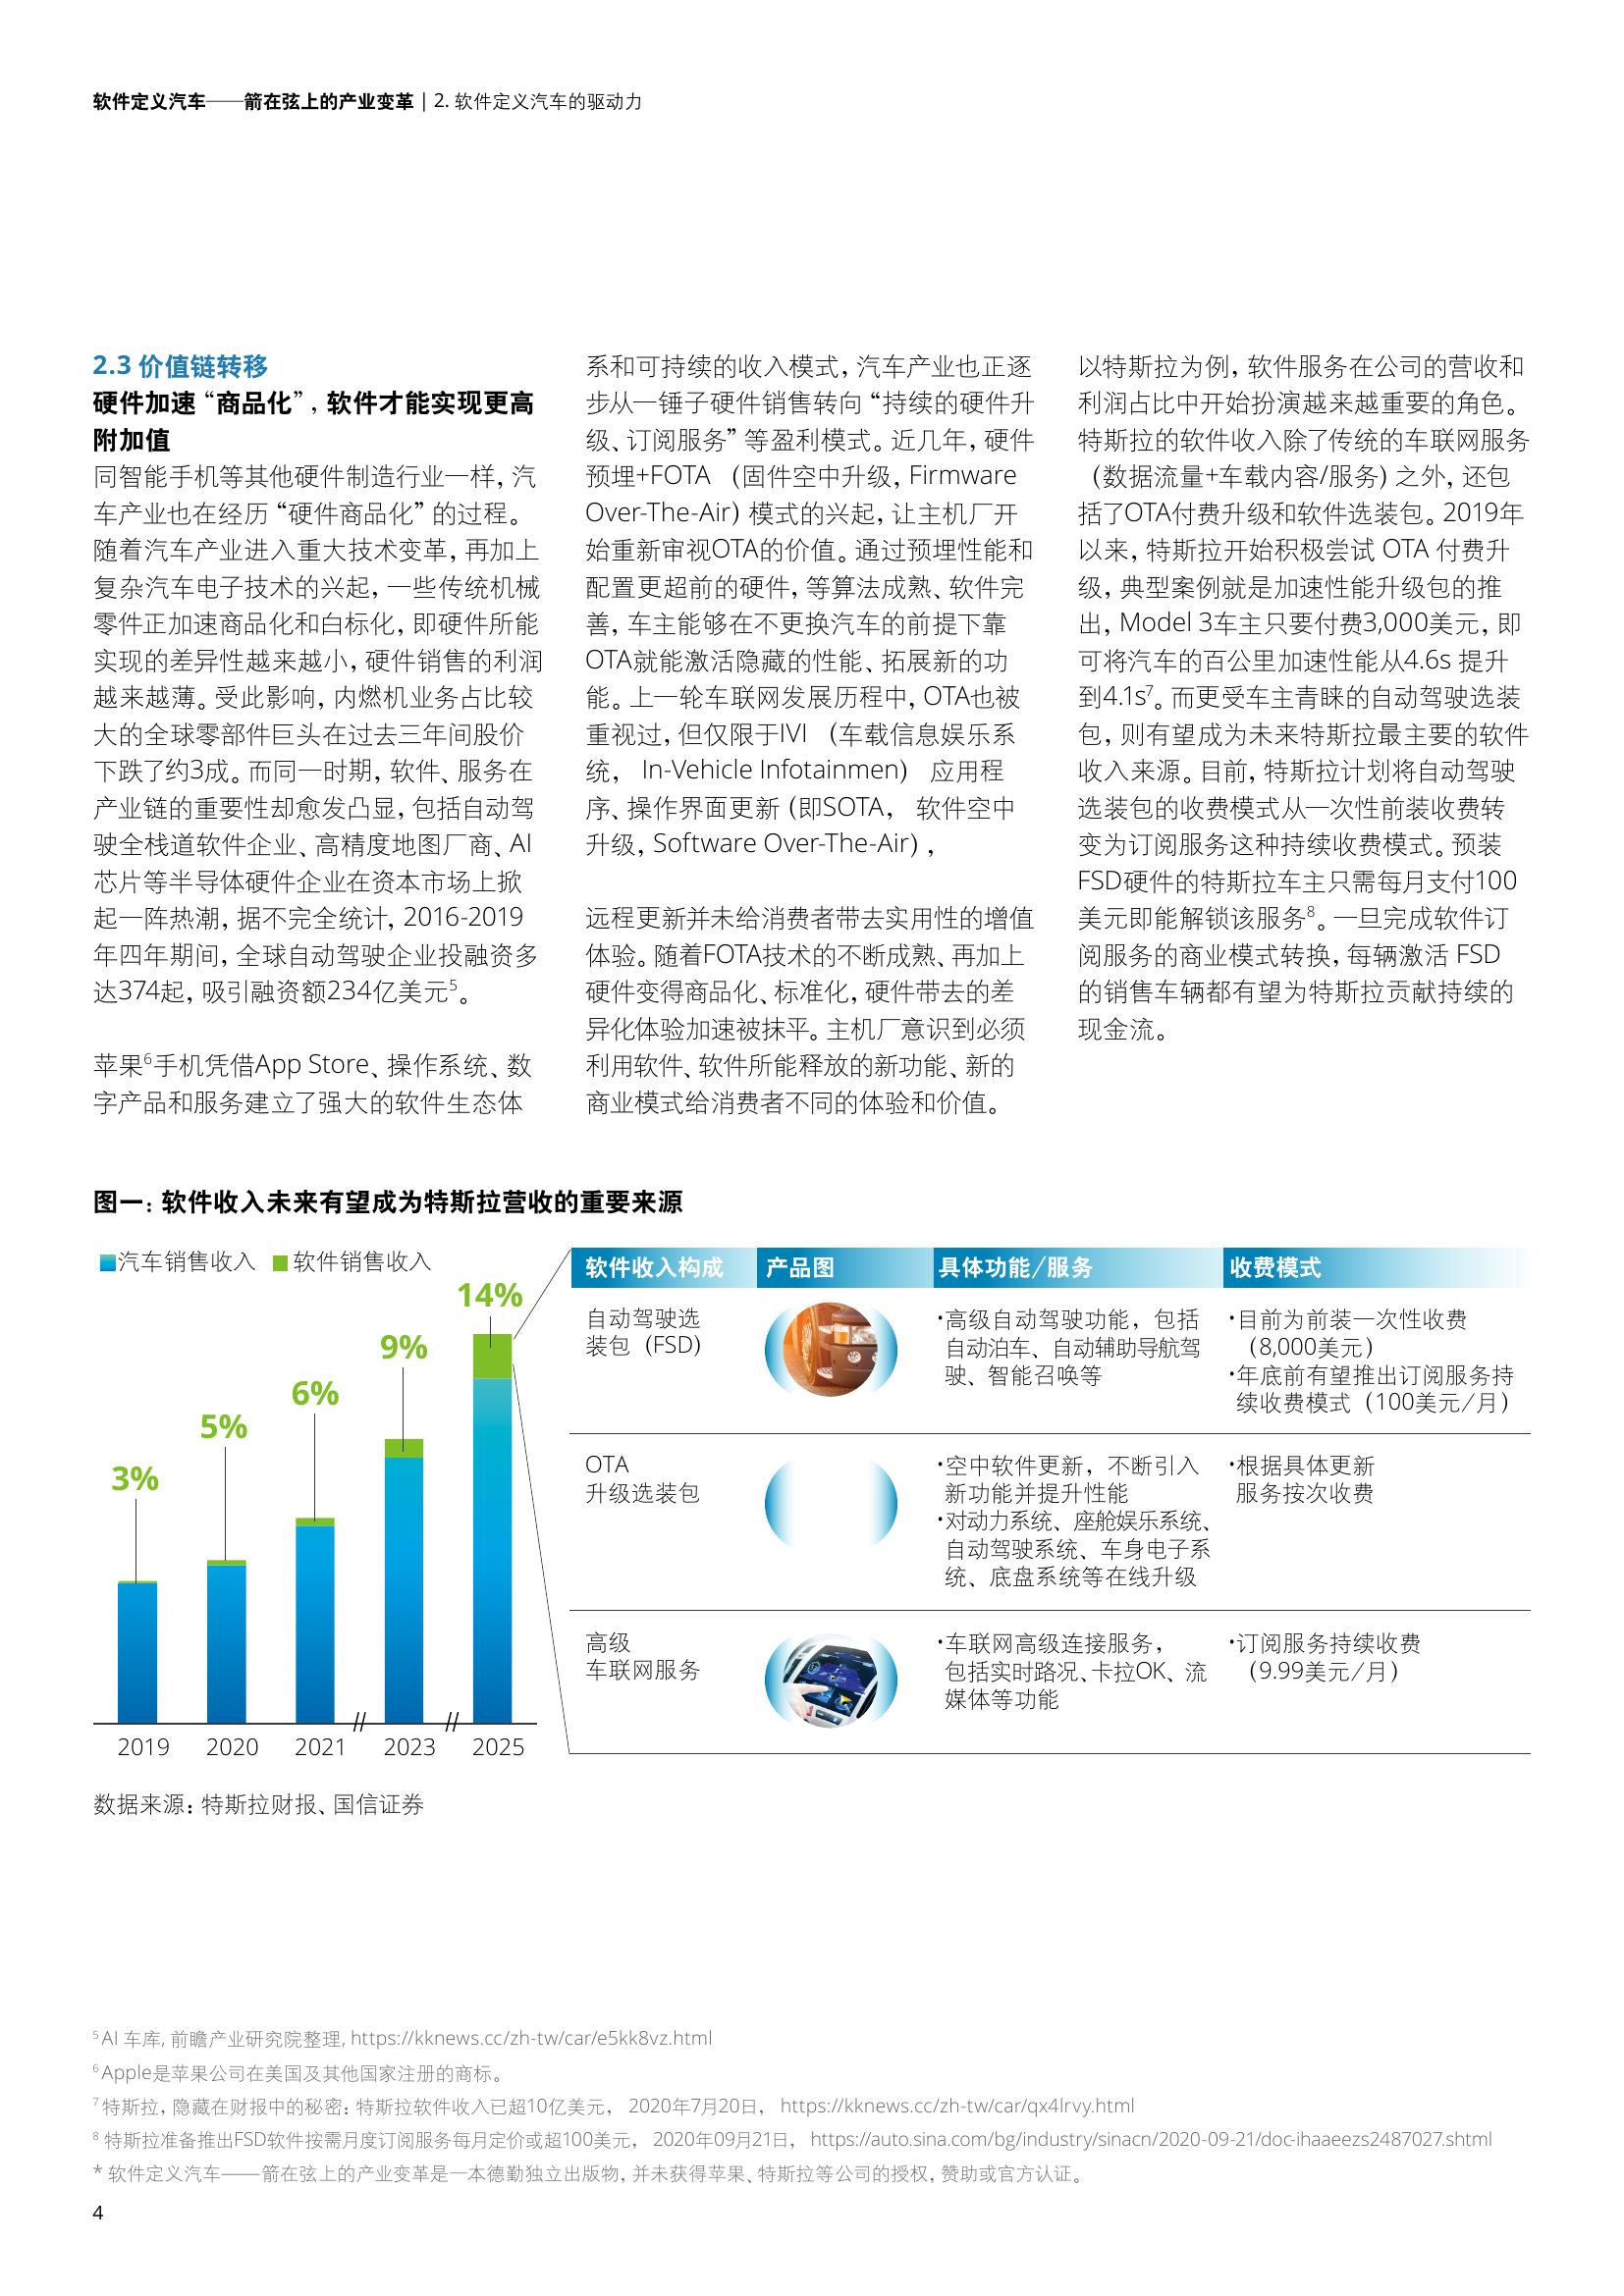 软件定义汽车——箭在弦上的产业变革 | 2. 软件定义汽车的驱动力
2.3 价值链转移
硬件加速 “商品化” , 软件才能实现更高
附加值
同智能手机等其他硬件制造行业一样, 汽
车产业也在经历 “硬件商品化” 的过程。
随着汽车产业进入重大技术变革, 再加上
复杂汽车电子技术的兴起, 一些传统机械
零件正加速商品化和白标化, 即硬件所能
实现的差异性越来越小, 硬件销售的利润
越来越薄。受此影响, 内燃机业务占比较
大的全球零部件巨头在过去三年间股价
下跌了约3成。而同一时期, 软件、服务在
产业链的重要性却愈发凸显, 包括自动驾
驶全栈道软件企业、高精度地图厂商、AI
芯片等半导体硬件企业在资本市场上掀
起一阵热潮, 据不完全统计, 2016-2019
年四年期间, 全球自动驾驶企业投融资多
达374起, 吸引融资额234亿美元5。
苹果6手机凭借App Store、操作系统、数
字产品和服务建立了强大的软件生态体
系和可持续的收入模式, 汽车产业也正逐
步从一锤子硬件销售转向 “持续的硬件升
级、订阅服务” 等盈利模式。近几年, 硬件
预埋+FOTA （固件空中升级, Firmware
Over-The-Air) 模式的兴起, 让主机厂开
始重新审视OTA的价值。通过预埋性能和
配置更超前的硬件, 等算法成熟、软件完
善, 车主能够在不更换汽车的前提下靠
OTA就能激活隐藏的性能、拓展新的功
能。上一轮车联网发展历程中, OTA也被
重视过, 但仅限于IVI （车载信息娱乐系
统， In-Vehicle Infotainmen） 应用程
序、操作界面更新 (即SOTA， 软件空中
升级, Software Over-The-Air) ,
远程更新并未给消费者带去实用性的增值
体验。随着FOTA技术的不断成熟、再加上
硬件变得商品化、标准化, 硬件带去的差
异化体验加速被抹平。主机厂意识到必须
利用软件、软件所能释放的新功能、新的
商业模式给消费者不同的体验和价值。
以特斯拉为例, 软件服务在公司的营收和
利润占比中开始扮演越来越重要的角色。
特斯拉的软件收入除了传统的车联网服务
（数据流量+车载内容/服务) 之外, 还包
括了OTA付费升级和软件选装包。2019年
以来, 特斯拉开始积极尝试 OTA 付费升
级, 典型案例就是加速性能升级包的推
出, Model 3车主只要付费3,000美元, 即
可将汽车的百公里加速性能从4.6s 提升
到4.1s7。而更受车主青睐的自动驾驶选装
包, 则有望成为未来特斯拉最主要的软件
收入来源。目前, 特斯拉计划将自动驾驶
选装包的收费模式从一次性前装收费转
变为订阅服务这种持续收费模式。预装
FSD硬件的特斯拉车主只需每月支付100
美元即能解锁该服务8。一旦完成软件订
阅服务的商业模式转换, 每辆激活 FSD
的销售车辆都有望为特斯拉贡献持续的
现金流。
图一: 软件收入未来有望成为特斯拉营收的重要来源
汽车销售收入 软件销售收入
14%
9%
6%
5%
3%
2019 2020 2021 2023 2025
软件收入构成 产品图 具体功能/服务 收费模式
自动驾驶选
装包（FSD）
·高级自动驾驶功能，包括
自动泊车、自动辅助导航驾
驶、智能召唤等
·目前为前装一次性收费
（8,000美元）
·年底前有望推出订阅服务持
续收费模式（100美元/月）
OTA
升级选装包
·空中软件更新，不断引入
新功能并提升性能
·对动力系统、座舱娱乐系统、
自动驾驶系统、车身电子系
统、底盘系统等在线升级
·根据具体更新
服务按次收费
高级
车联网服务
·车联网高级连接服务，
包括实时路况、卡拉OK、流
媒体等功能
·订阅服务持续收费
（9.99美元/月）
数据来源: 特斯拉财报、国信证券
5 AI 车库, 前瞻产业研究院整理, https://kknews.cc/zh-tw/car/e5kk8vz.html
6 Apple是苹果公司在美国及其他国家注册的商标。
7 特斯拉, 隐藏在财报中的秘密: 特斯拉软件收入已超10亿美元， 2020年7月20日， https://kknews.cc/zh-tw/car/qx4lrvy.html
8 特斯拉准备推出FSD软件按需月度订阅服务每月定价或超100美元， 2020年09月21日， https://auto.sina.com/bg/industry/sinacn/2020-09-21/doc-ihaaeezs2487027.shtml
* 软件定义汽车——箭在弦上的产业变革是一本德勤独立出版物, 并未获得苹果、特斯拉等公司的授权, 赞助或官方认证。
4